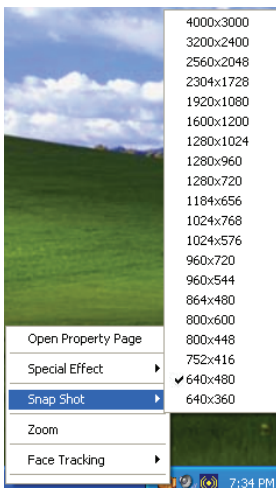 4000x3000
3200x2400
2560x2048
2304x1728
1920x1080
1600x1200
1280x1024
1280x960
1280x720
1184x656
1024x768
1024x576
960x720
960x544
864x480
800x600
800x448
752x416
640x480
640x360
Open Property Page
Special Effect
Snap Shot
Zoom
Face Tracking
7:34 PM